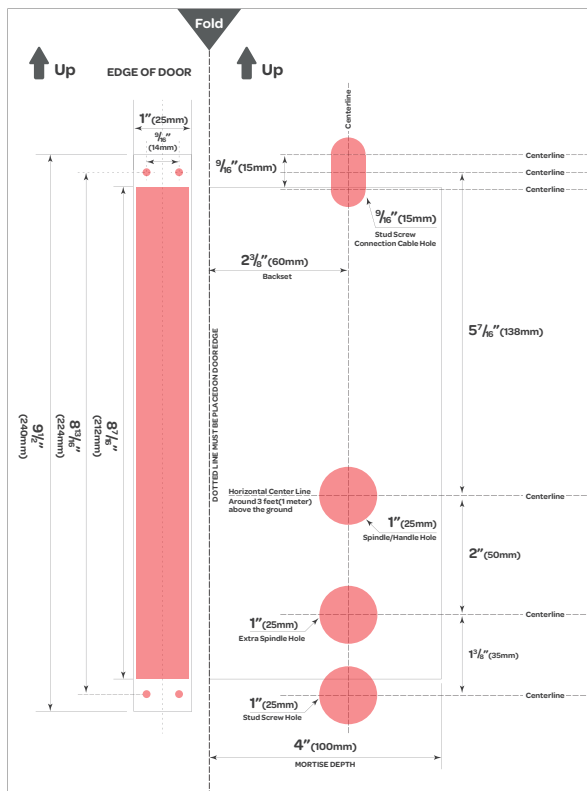 Fold
Up
Up
EDGE OF DOOR
1” (25mm)
9/16”
(14mm)
Centerline
9/16” (15mm)
Centerline
Centerline
Centerline
9/16” (15mm)
Stud Screw
Connection Cable Hole
2 3/8” (60mm)
Backset
5 7/16” (138mm)
DOTTED LINE MUST BE PLACED ON DOOR EDGE
9 1/2”
(240mm)
8 13/16”
(224mm)
8 7/16”
(212mm)
Horizontal Center Line
Around 3 feet(1 meter)
above the ground
Centerline
1” (25mm)
Spindle/Handle Hole
2” (50mm)
Centerline
1” (25mm)
Extra Spindle Hole
1 3/8” (35mm)
Centerline
1” (25mm)
Stud Screw Hole
4” (100mm)
MORTISE DEPTH